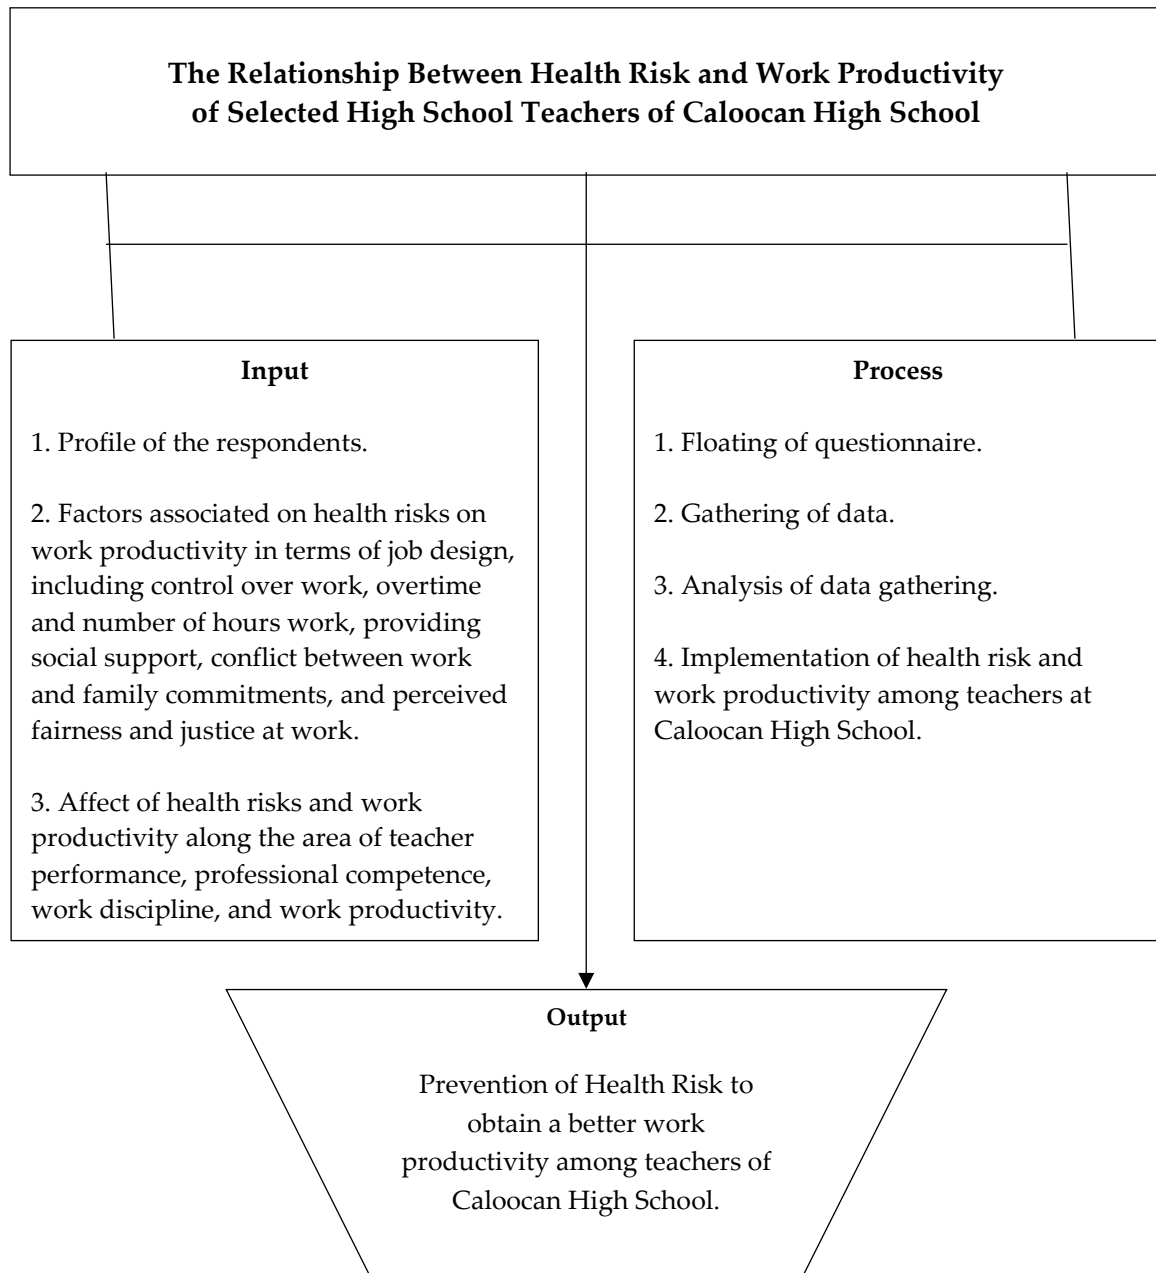 The Relationship Between Health Risk and Work Productivity
of Selected High School Teachers of Caloocan High School
Input
1. Profile of the respondents.
2. Factors associated on health risks on
work productivity in terms of job design,
including control over work, overtime
and number of hours work, providing
social support, conflict between work
and family commitments, and perceived
fairness and justice at work.
3. Affect of health risks and work
productivity along the area of teacher
performance, professional competence,
work discipline, and work productivity.
Process
1. Floating of questionnaire.
2. Gathering of data.
3. Analysis of data gathering.
4. Implementation of health risk and
work productivity among teachers at
Caloocan High School.
Output
Prevention of Health Risk to
obtain a better work
productivity among teachers of
Caloocan High School.